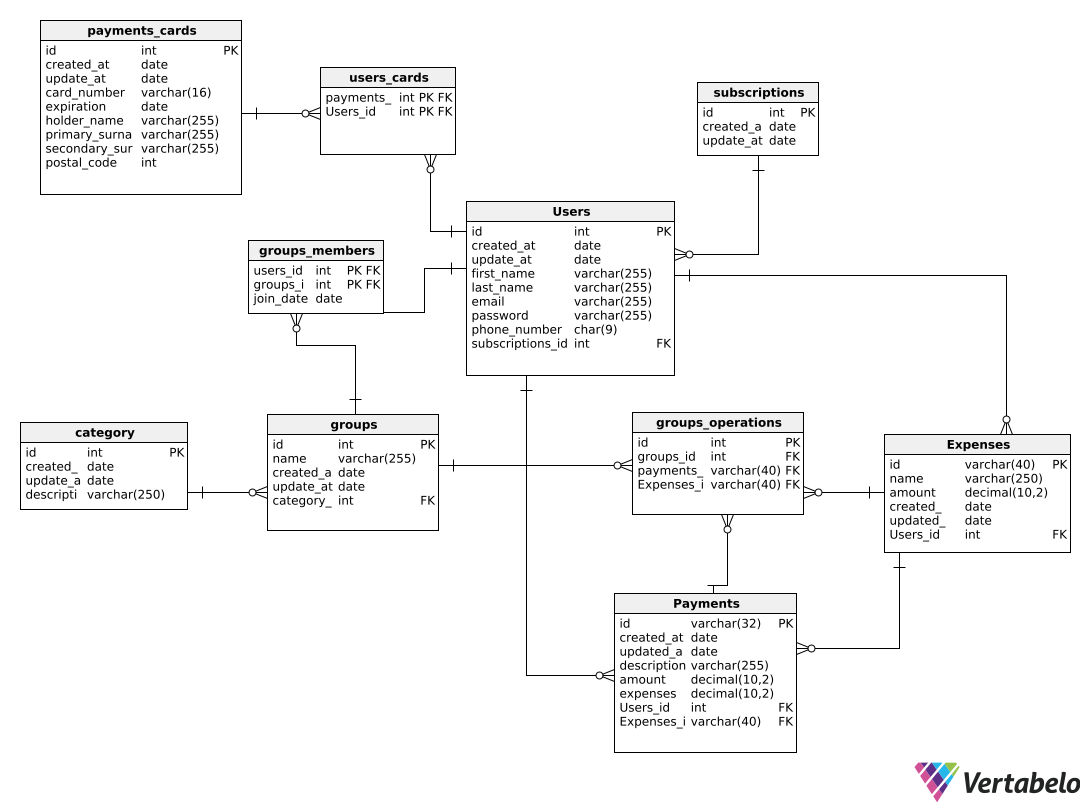 payments_cards
id int PK
created_at date
update_at date
card_number varchar(16)
expiration date
holder_name varchar(255)
primary_surna varchar(255)
secondary_sur varchar(255)
postal_code int
users_cards
payments_ int PK FK
Users_id int PK FK
subscriptions
id int PK
created_a date
update_at date
Users
id int PK
created_at date
update_at date
first_name varchar(255)
last_name varchar(255)
email varchar(255)
password varchar(255)
phone_number char(9)
subscriptions_id int FK
groups_members
users_id int PK FK
groups_i int PK FK
join_date date
category
id int PK
created_ date
update_a date
descripti varchar(250)
groups
id int PK
name varchar(255)
created_a date
update_at date
category_ int FK
groups_operations
id int PK
groups_id int FK
payments_ varchar(40) FK
Expenses_i varchar(40) FK
Expenses
id varchar(40) PK
name varchar(250)
amount decimal(10,2)
created_ date
updated_ date
Users_id int FK
Payments
id varchar(32) PK
created_at date
updated_a date
description varchar(255)
amount decimal(10,2)
expenses decimal(10,2)
Users_id int FK
Expenses_i varchar(40) FK
Vertabelo